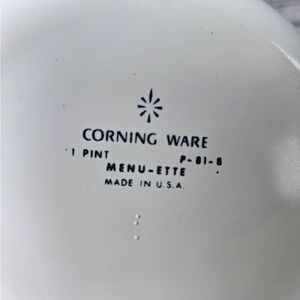 CORNING WARE
1 PINT P-81-B
MENU-ETTE
MADE IN U.S.A.